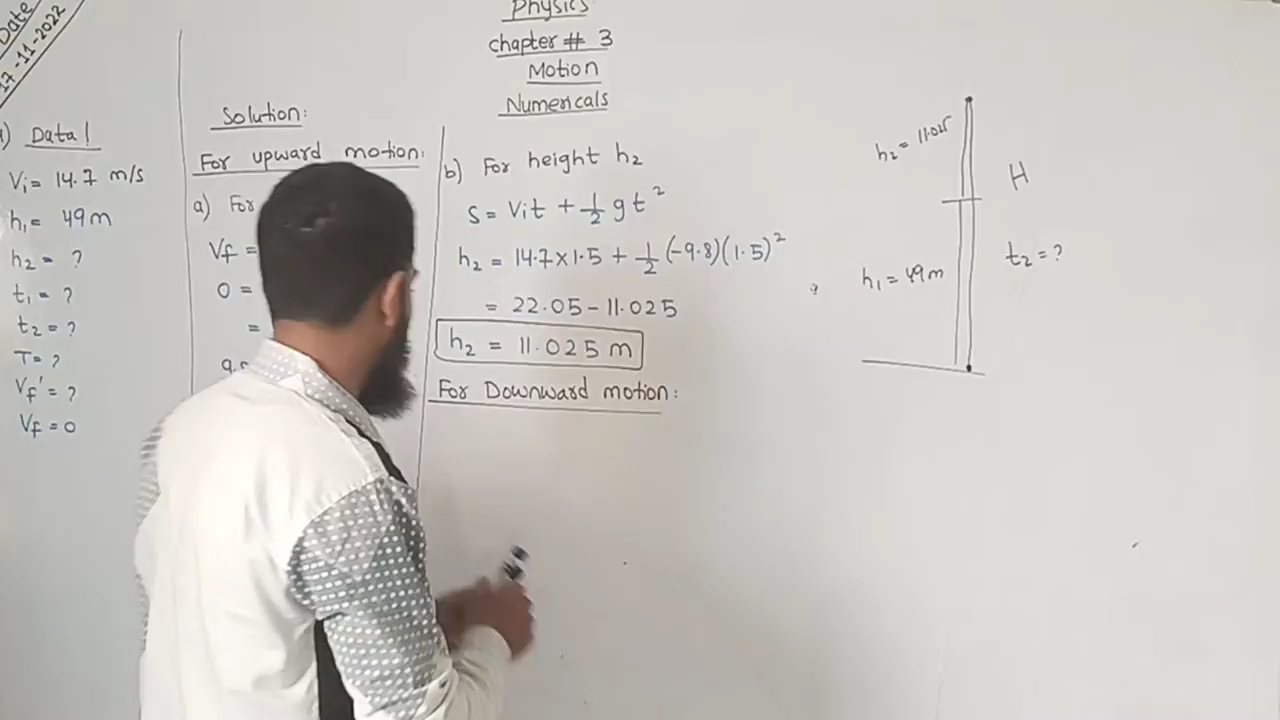 Date
17-11-2022
Physics
chapter # 3
Motion
Numericals
Data!
Vi = 14.7 m/s
h₁ = 49 m
h₂ = ?
t₁ = ?
t₂ = ?
T = ?
Vf' = ?
Vf = 0
Solution:
For upward motion:
a) For
Vf =
0 =
=
b) For height h₂
S = Vit + 1/2 gt²
h₂ = 14.7×1.5 + 1/2 (-9.8)(1.5)²
= 22.05 - 11.025
h₂ = 11.025 m
For Downward motion:
h₂ = 11.025
H
h₁ = 49 m
t₂ = ?